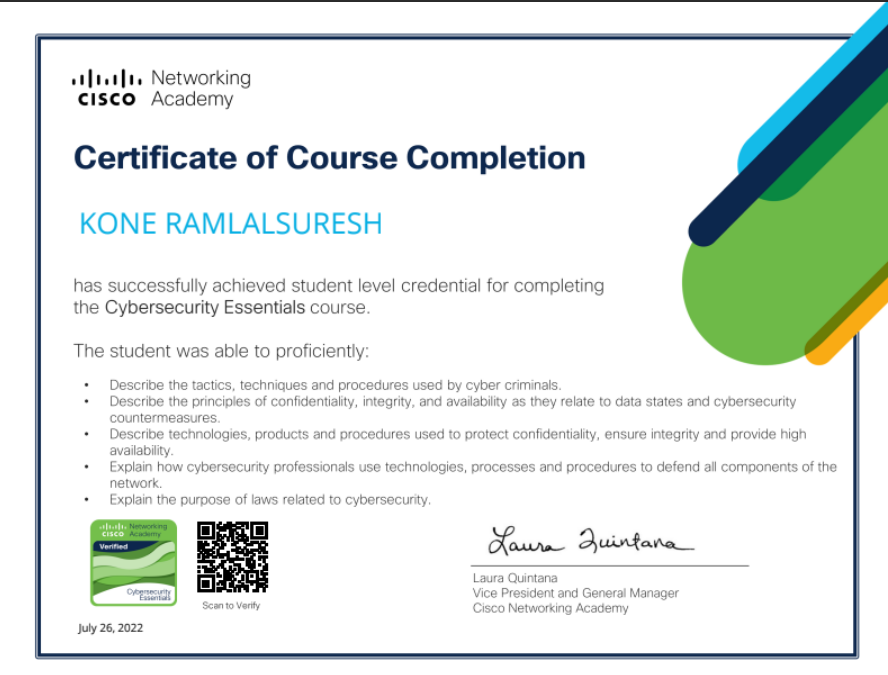 Networking
CISCO Academy
Certificate of Course Completion
KONE RAMLALSURESH
has successfully achieved student level credential for completing
the Cybersecurity Essentials course.
The student was able to proficiently:
• Describe the tactics, techniques and procedures used by cyber criminals.
• Describe the principles of confidentiality, integrity, and availability as they relate to data states and cybersecurity
countermeasures.
• Describe technologies, products and procedures used to protect confidentiality, ensure integrity and provide high
availability.
• Explain how cybersecurity professionals use technologies, processes and procedures to defend all components of the
network.
• Explain the purpose of laws related to cybersecurity.
Networking
CISCO Academy
Verified
Cybersecurity
Essentials
Scan to Verify
July 26, 2022
Laura Quintana
Laura Quintana
Vice President and General Manager
Cisco Networking Academy